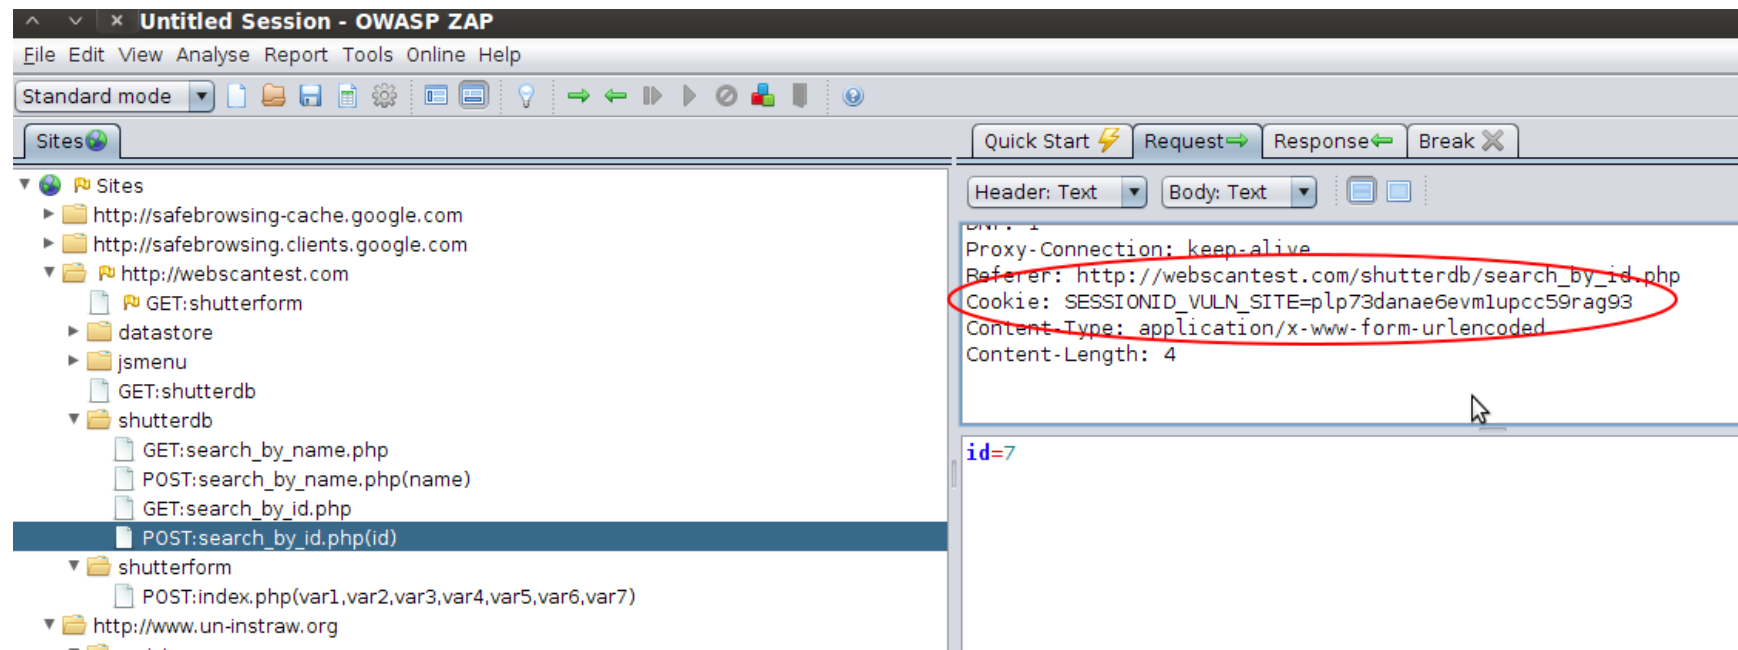 Untitled Session - OWASP ZAP
File Edit View Analyse Report Tools Online Help
Standard mode
Sites
Quick Start Request Response Break
Sites
http://safebrowsing-cache.google.com
http://safebrowsing.clients.google.com
http://webscantest.com
GET:shutterform
datastore
jsmenu
GET:shutterdb
shutterdb
GET:search_by_name.php
POST:search_by_name.php(name)
GET:search_by_id.php
POST:search_by_id.php(id)
shutterform
POST:index.php(var1,var2,var3,var4,var5,var6,var7)
http://www.un-instraw.org
Header: Text Body: Text
DNT: 1
Proxy-Connection: keep-alive
Referer: http://webscantest.com/shutterdb/search_by_id.php
Cookie: SESSIONID_VULN_SITE=plp73danae6evm1upcc59rag93
Content-Type: application/x-www-form-urlencoded
Content-Length: 4
id=7